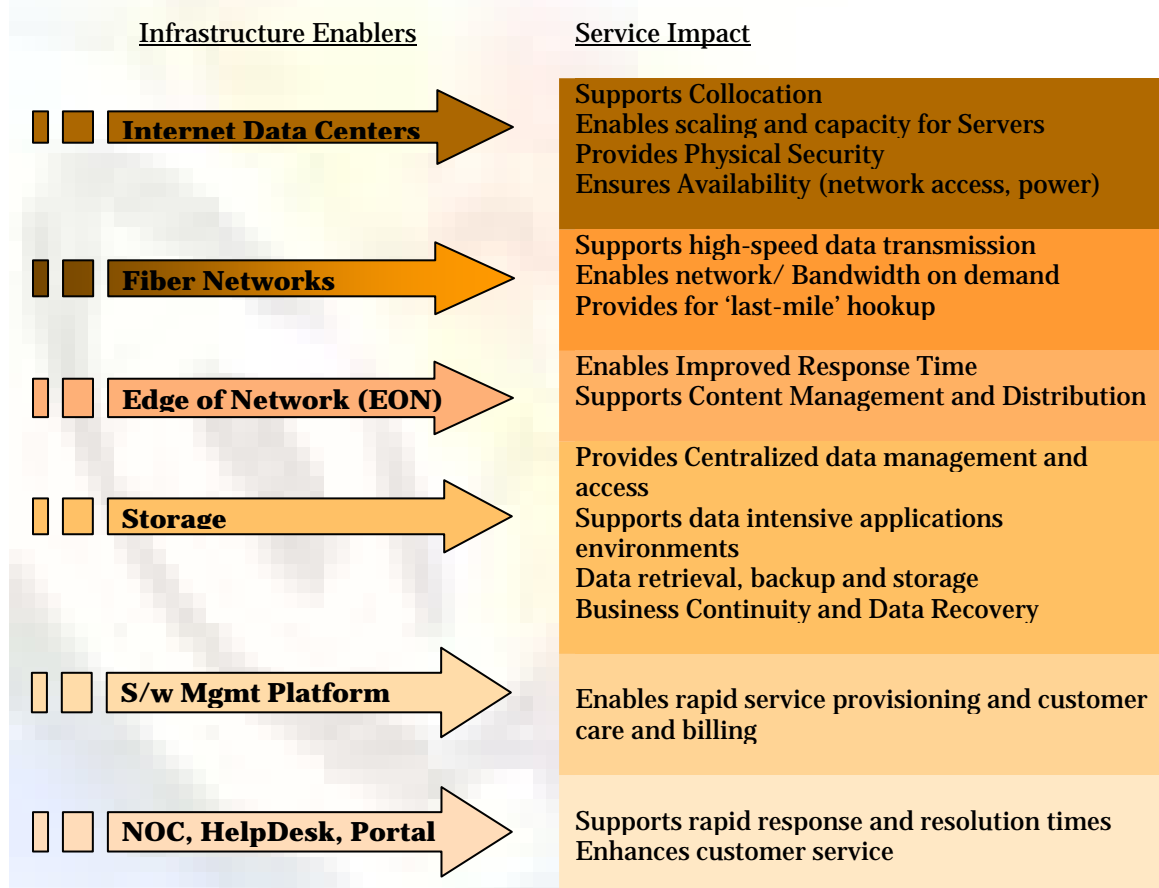 Infrastructure Enablers
Service Impact
Internet Data Centers
Supports Collocation
Enables scaling and capacity for Servers
Provides Physical Security
Ensures Availability (network access, power)
Fiber Networks
Supports high-speed data transmission
Enables network/ Bandwidth on demand
Provides for ‘last-mile’ hookup
Edge of Network (EON)
Enables Improved Response Time
Supports Content Management and Distribution
Storage
Provides Centralized data management and
access
Supports data intensive applications
environments
Data retrieval, backup and storage
Business Continuity and Data Recovery
S/w Mgmt Platform
Enables rapid service provisioning and customer
care and billing
NOC, HelpDesk, Portal
Supports rapid response and resolution times
Enhances customer service